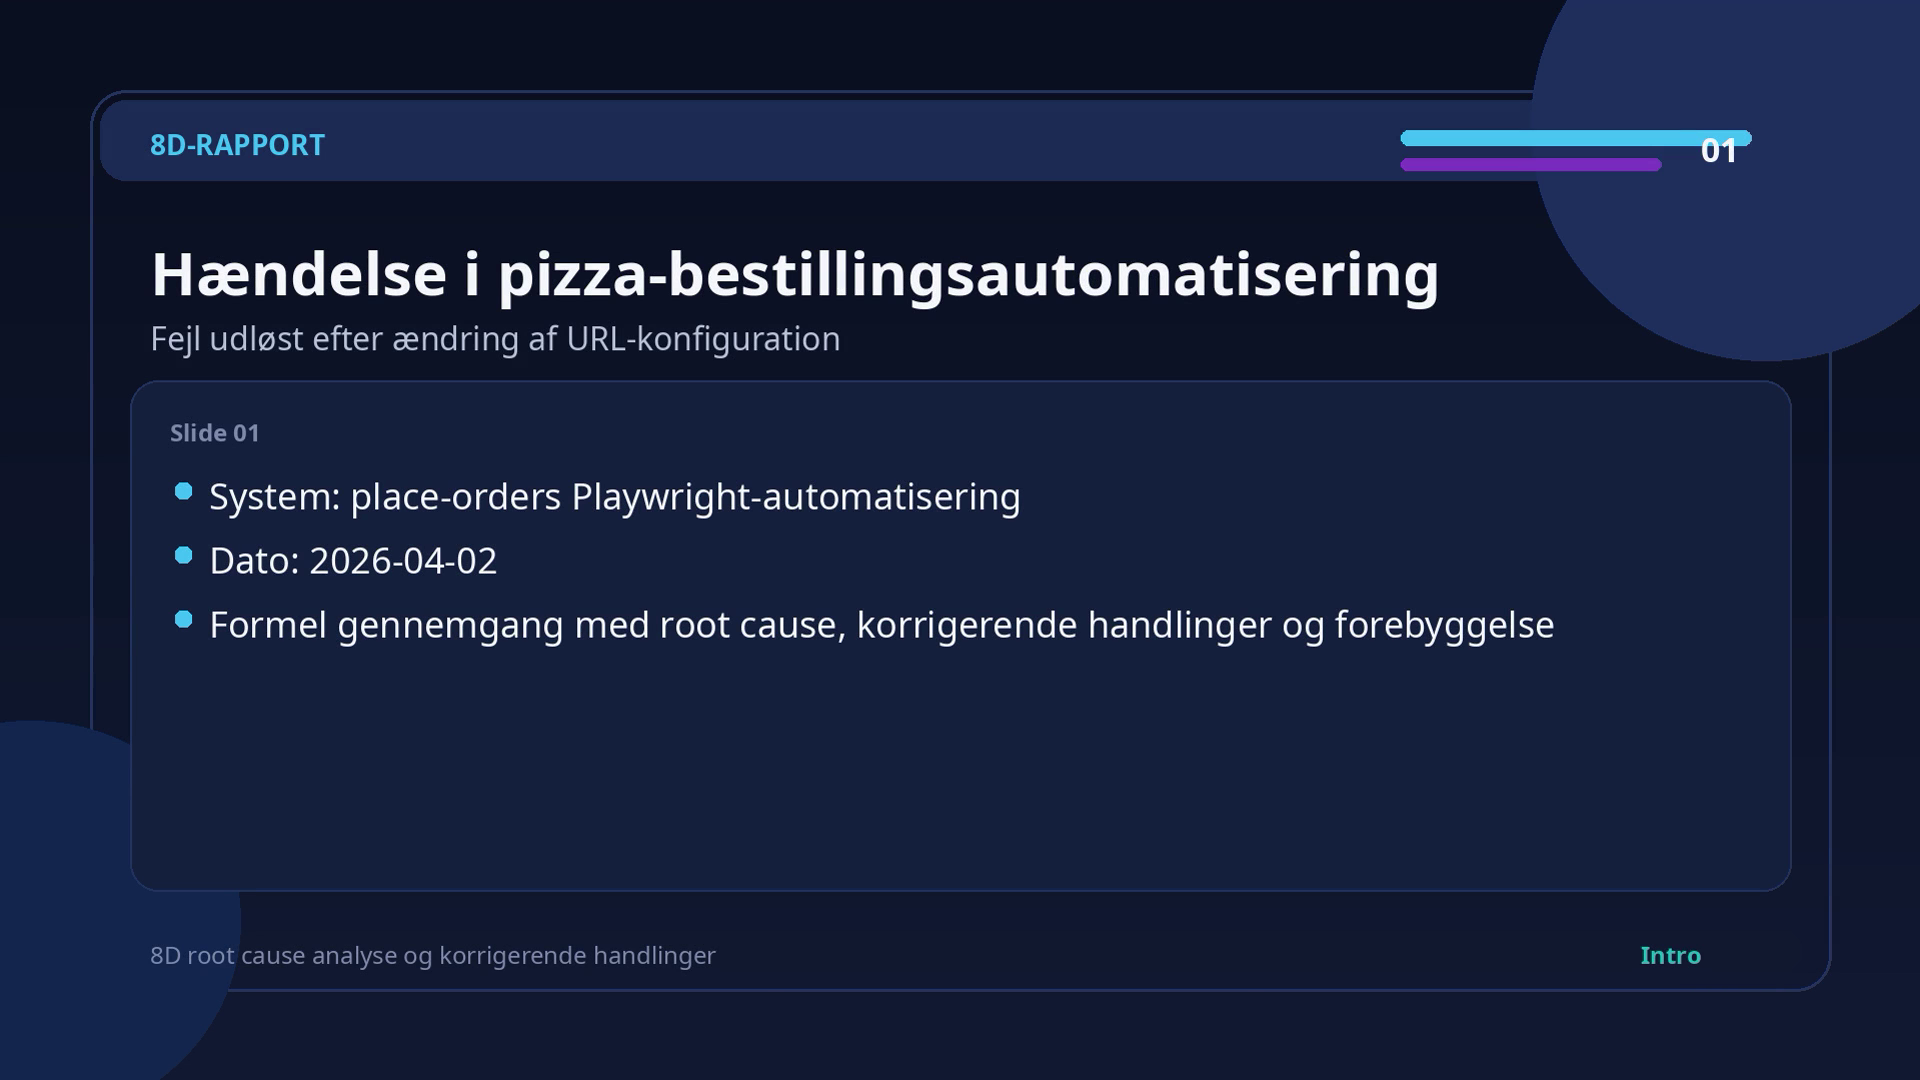 8D-RAPPORT
01
Hændelse i pizza-bestillingsautomatisering
Fejl udløst efter ændring af URL-konfiguration
Slide 01
System: place-orders Playwright-automatisering
Dato: 2026-04-02
Formel gennemgang med root cause, korrigerende handlinger og forebyggelse
8D root cause analyse og korrigerende handlinger
Intro